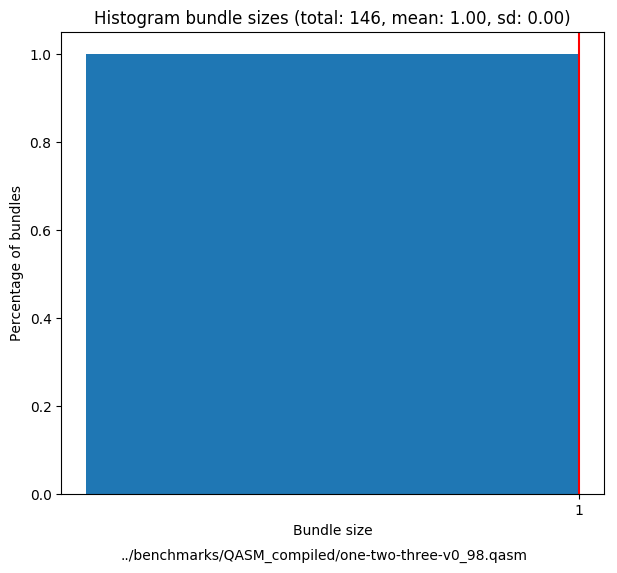 Histogram bundle sizes (total: 146, mean: 1.00, sd: 0.00)
Percentage of bundles
1.0
0.8
0.6
0.4
0.2
0.0
1
Bundle size
../benchmarks/QASM_compiled/one-two-three-v0_98.qasm